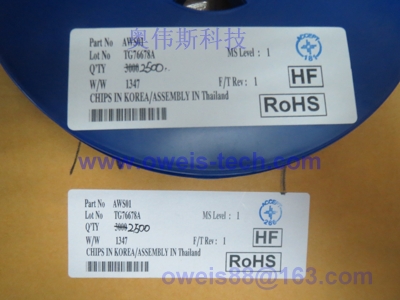 奥伟斯科技
Part No AWS01
Lot No TG76678A MS Level : 1
Q'TY 3000 2500
W/W 1347 F/T Rev : 1 HF
CHIPS IN KOREA/ASSEMBLY IN Thailand
RoHS
www.oweis-tech.com
Part No AWS01
Lot No TG76678A MS Level : 1
Q'TY 3000 2500
W/W 1347 F/T Rev : 1 HF
CHIPS IN KOREA/ASSEMBLY IN Thailand
RoHS
oweis88@163.com